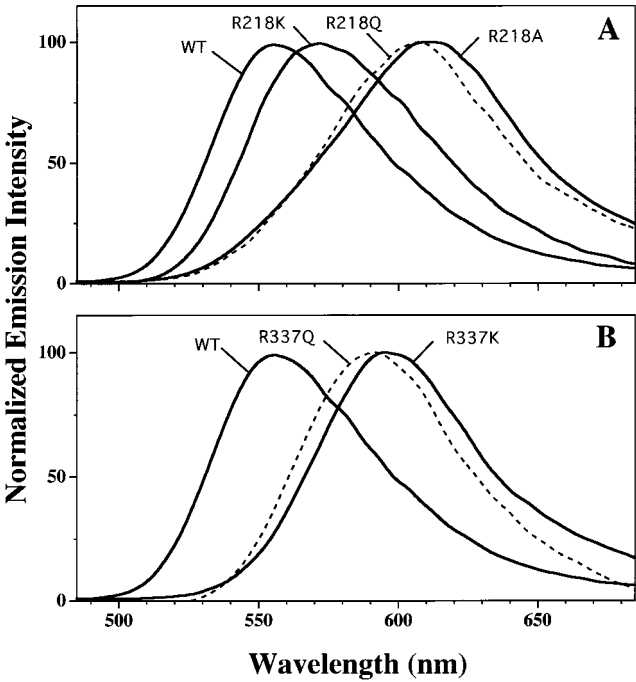 R218K R218Q
A
WT
R218A
100
50
0
B
WT
R337Q
R337K
100
50
0
500 550 600 650
Normalized Emission Intensity
Wavelength (nm)